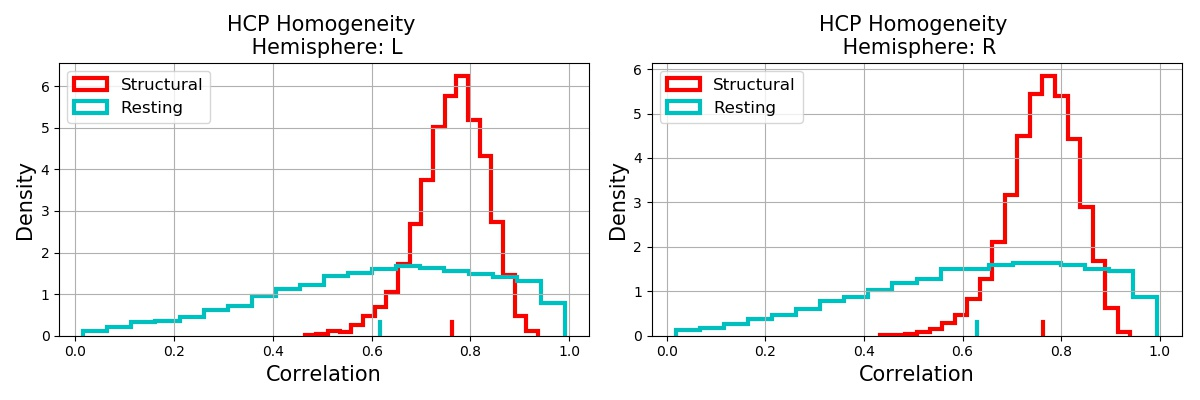 HCP Homogeneity
Hemisphere: L
Structural
Resting
Density
6
5
4
3
2
1
0
0.0 0.2 0.4 0.6 0.8 1.0
Correlation
HCP Homogeneity
Hemisphere: R
Structural
Resting
Density
6
5
4
3
2
1
0
0.0 0.2 0.4 0.6 0.8 1.0
Correlation